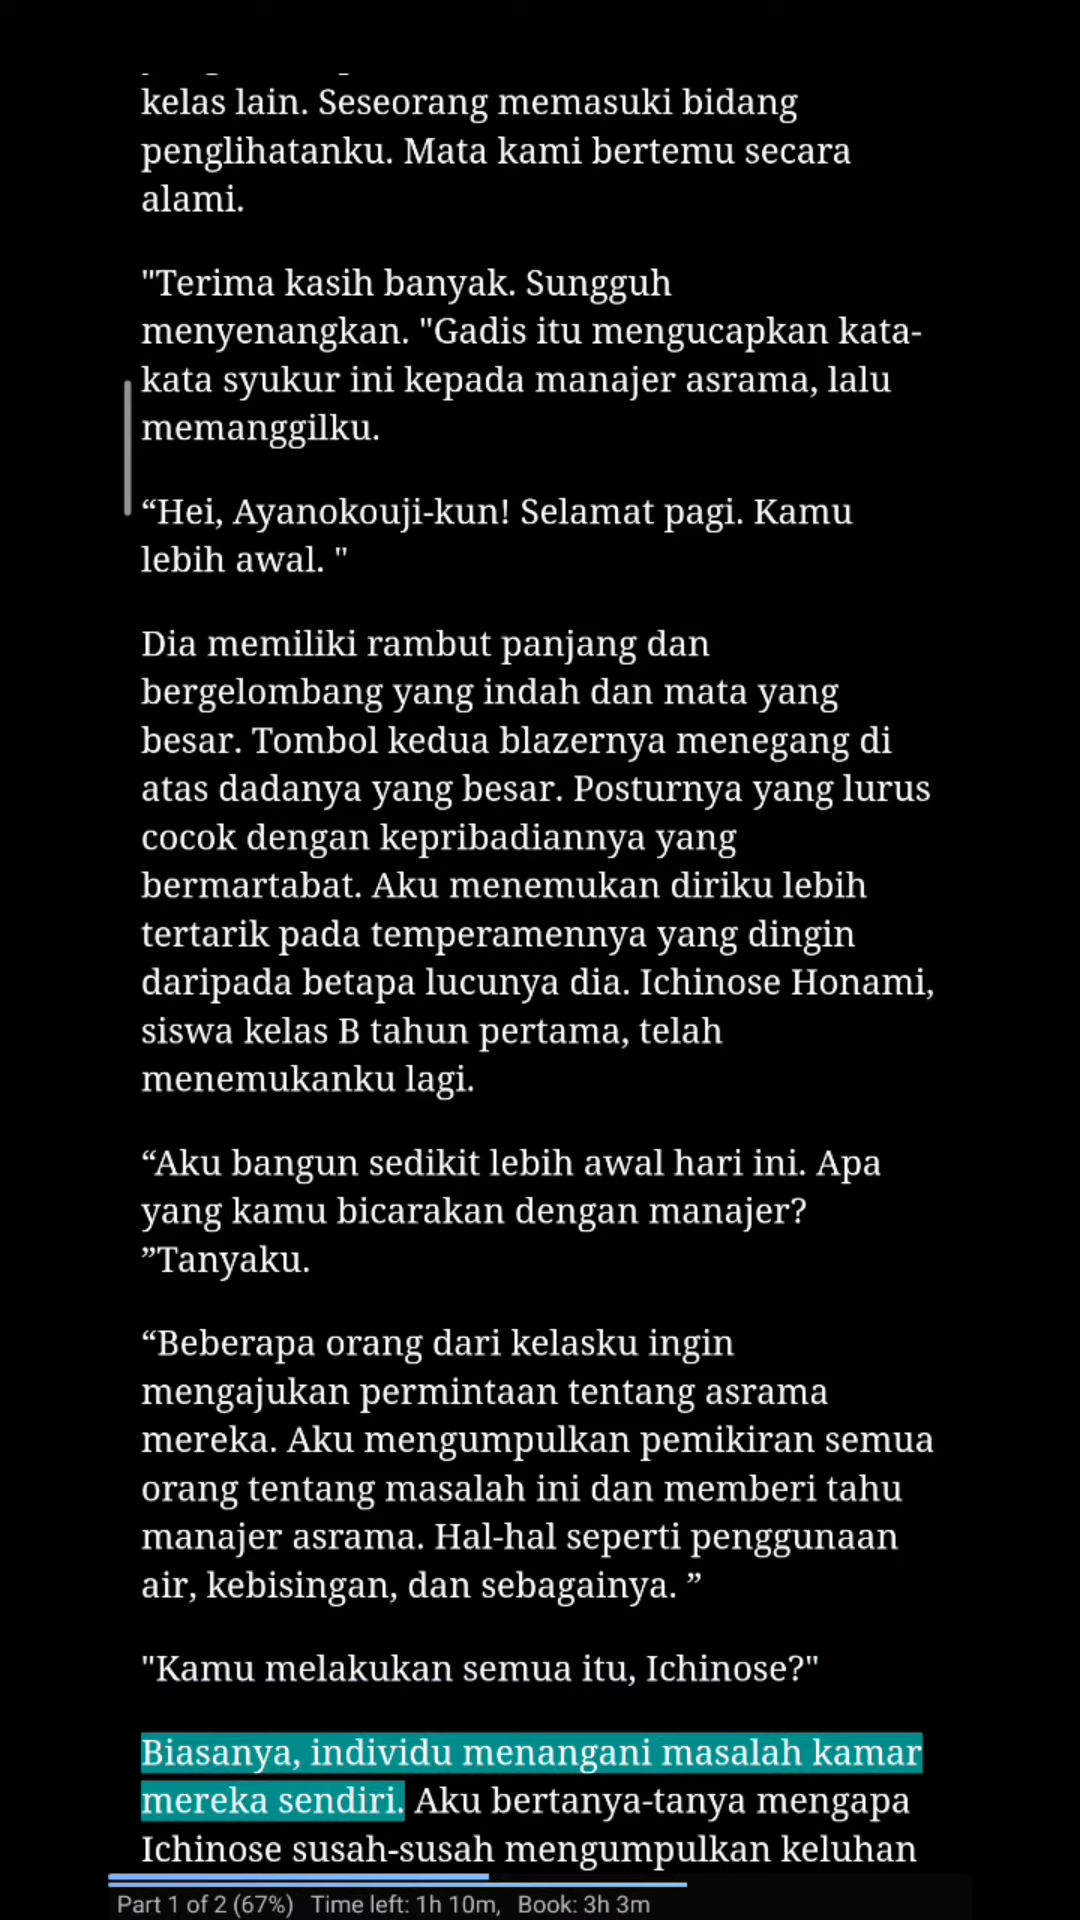 kelas lain. Seseorang memasuki bidang
penglihatanku. Mata kami bertemu secara
alami.
"Terima kasih banyak. Sungguh
menyenangkan. "Gadis itu mengucapkan kata-
kata syukur ini kepada manajer asrama, lalu
memanggilku.
“Hei, Ayanokouji-kun! Selamat pagi. Kamu
lebih awal. "
Dia memiliki rambut panjang dan
bergelombang yang indah dan mata yang
besar. Tombol kedua blazernya menegang di
atas dadanya yang besar. Posturnya yang lurus
cocok dengan kepribadiannya yang
bermartabat. Aku menemukan diriku lebih
tertarik pada temperamennya yang dingin
daripada betapa lucunya dia. Ichinose Honami,
siswa kelas B tahun pertama, telah
menemukanku lagi.
“Aku bangun sedikit lebih awal hari ini. Apa
yang kamu bicarakan dengan manajer?
”Tanyaku.
“Beberapa orang dari kelasku ingin
mengajukan permintaan tentang asrama
mereka. Aku mengumpulkan pemikiran semua
orang tentang masalah ini dan memberi tahu
manajer asrama. Hal-hal seperti penggunaan
air, kebisingan, dan sebagainya. ”
"Kamu melakukan semua itu, Ichinose?"
Biasanya, individu menangani masalah kamar
mereka sendiri. Aku bertanya-tanya mengapa
Ichinose susah-susah mengumpulkan keluhan
Part 1 of 2 (67%) Time left: 1h 10m, Book: 3h 3m